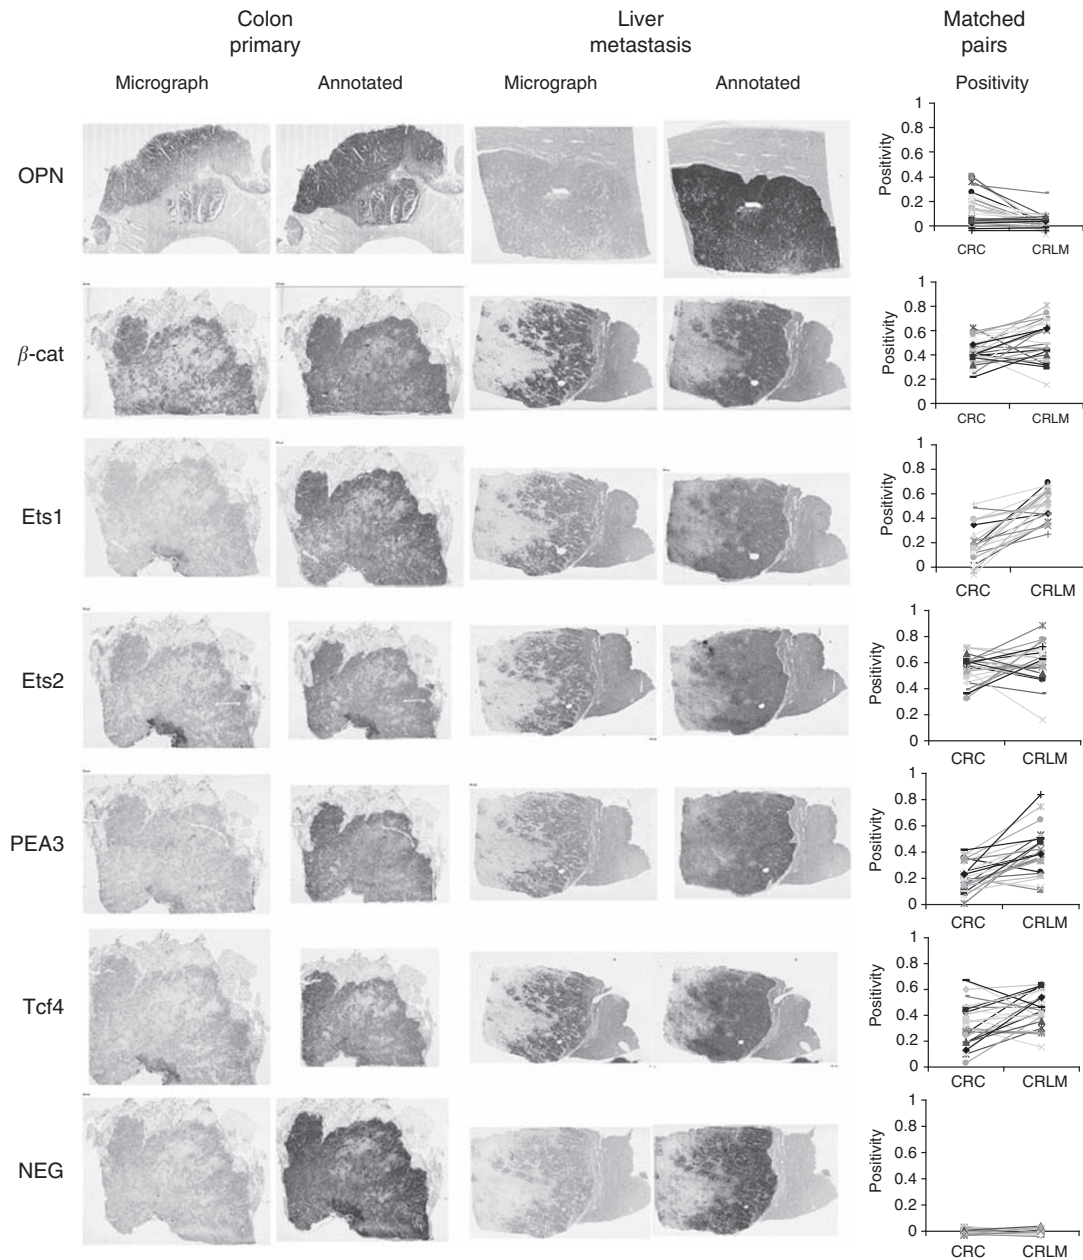 Colon
primary
Liver
metastasis
Matched
pairs
Micrograph
Annotated
Micrograph
Annotated
Positivity
OPN
Positivity
1
0.8
0.6
0.4
0.2
0
CRC
CRLM
β-cat
Positivity
1
0.8
0.6
0.4
0.2
0
CRC
CRLM
Ets1
Positivity
1
0.8
0.6
0.4
0.2
0
CRC
CRLM
Ets2
Positivity
1
0.8
0.6
0.4
0.2
0
CRC
CRLM
PEA3
Positivity
1
0.8
0.6
0.4
0.2
0
CRC
CRLM
Tcf4
Positivity
1
0.8
0.6
0.4
0.2
0
CRC
CRLM
NEG
Positivity
1
0.8
0.6
0.4
0.2
0
CRC
CRLM